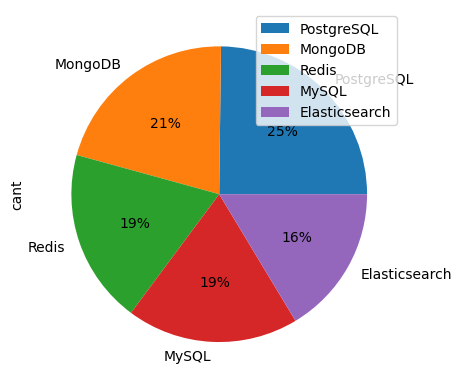 PostgreSQL
MongoDB
Redis
MySQL
Elasticsearch
MongoDB
PostgreSQL
21%
25%
cant
19%
16%
Redis
19%
Elasticsearch
MySQL